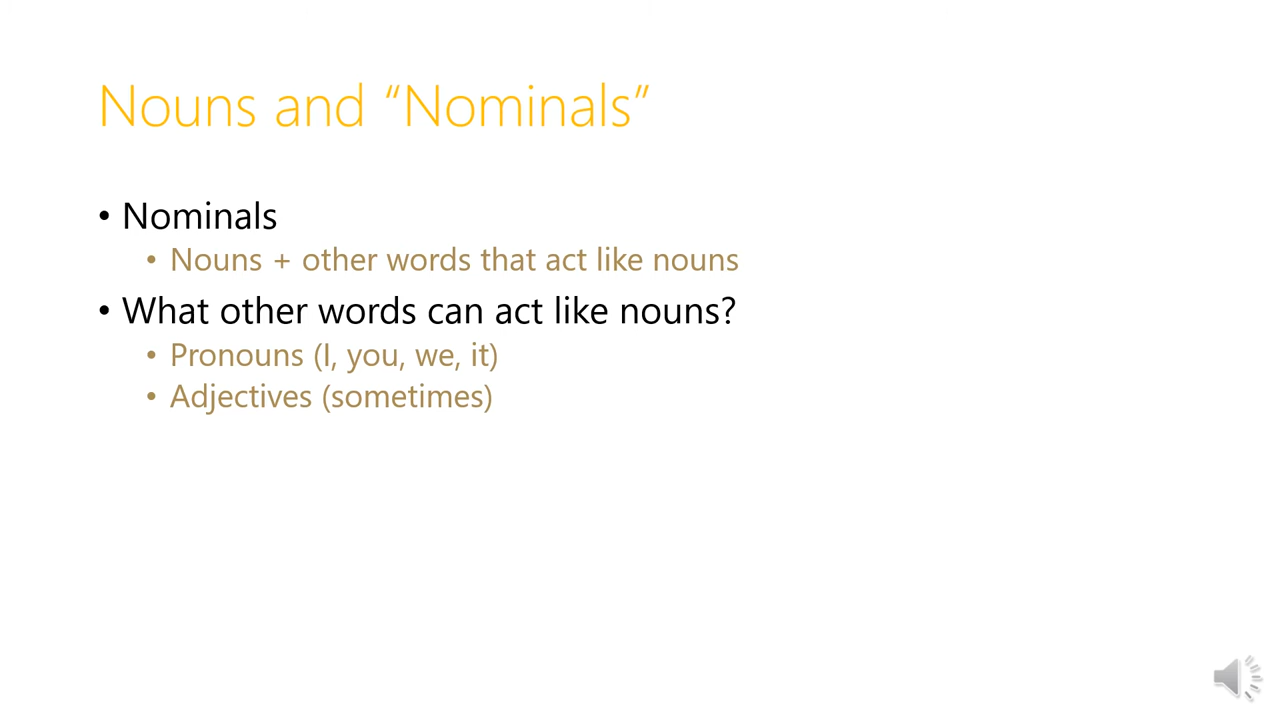 Nouns and “Nominals”
• Nominals
• Nouns + other words that act like nouns
• What other words can act like nouns?
• Pronouns (I, you, we, it)
• Adjectives (sometimes)